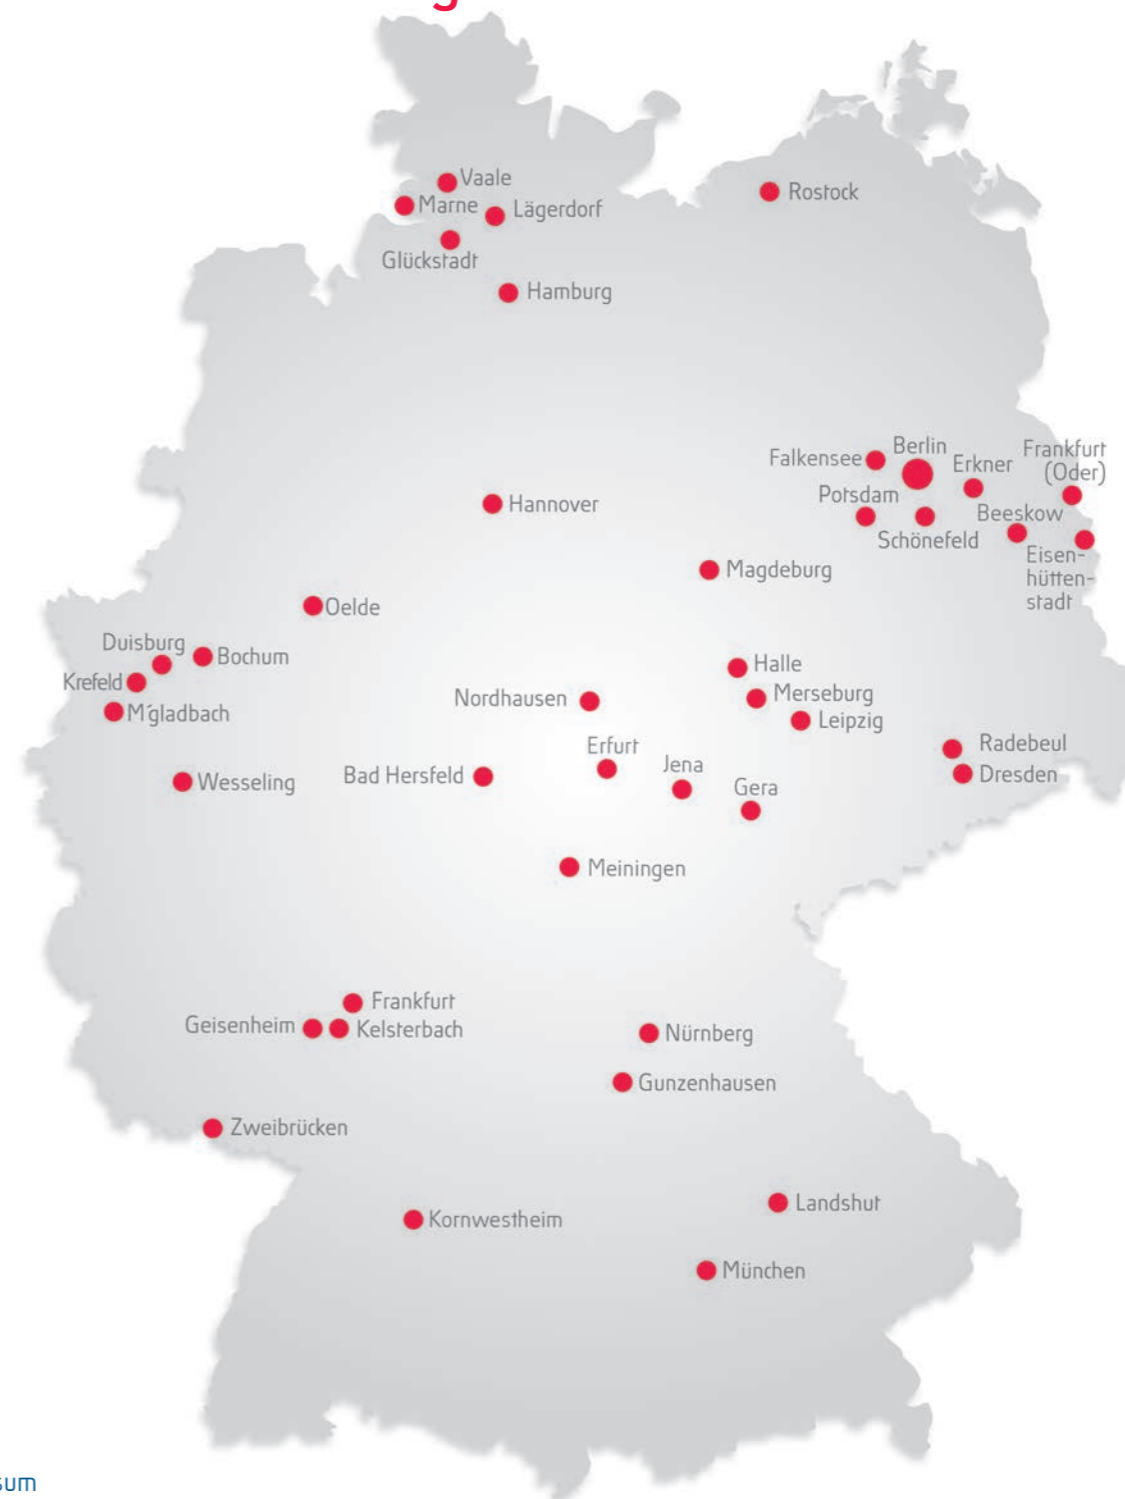 Vaale
Rostock
Marne
Lägerdorf
Glückstadt
Hamburg
Berlin
Frankfurt
(Oder)
Falkensee
Erkner
Potsdam
Hannover
Beeskow
Schönefeld
Eisen-
hütten-
stadt
Magdeburg
Oelde
Duisburg
Bochum
Halle
Krefeld
Nordhausen
Merseburg
M´gladbach
Leipzig
Erfurt
Radebeul
Jena
Bad Hersfeld
Dresden
Wesseling
Gera
Meiningen
Frankfurt
Geisenheim
Kelsterbach
Nürnberg
Gunzenhausen
Zweibrücken
Landshut
Kornwestheim
München
sum